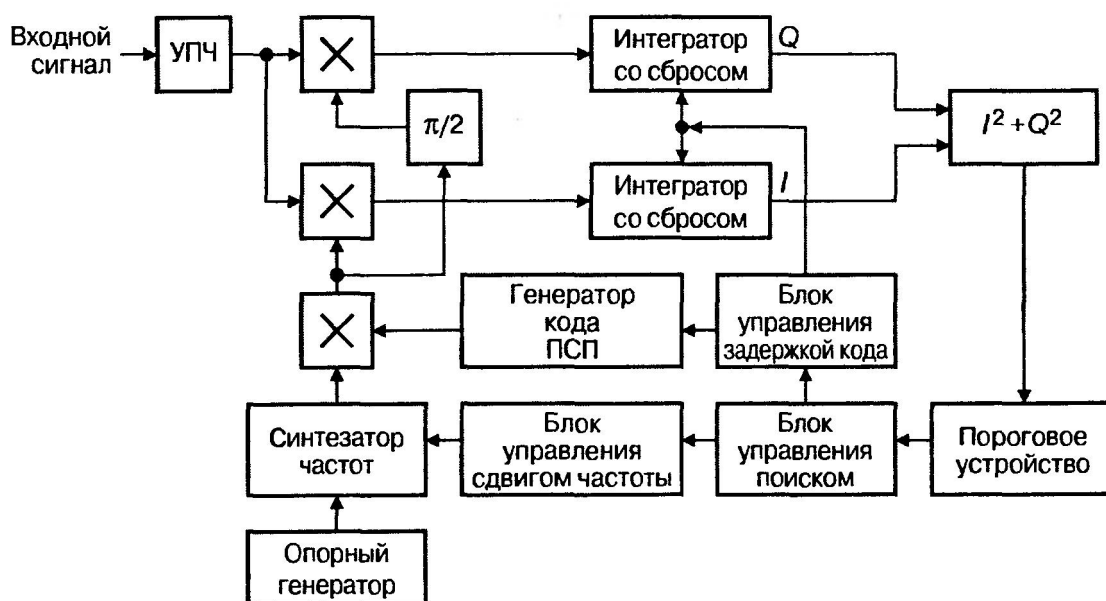 Входной
сигнал
УПЧ
×
Интегратор
со сбросом
Q
π/2
I² + Q²
×
Интегратор
со сбросом
I
×
Генератор
кода
ПСП
Блок
управления
задержкой кода
Синтезатор
частот
Блок
управления
сдвигом частоты
Блок
управления
поиском
Пороговое
устройство
Опорный
генератор